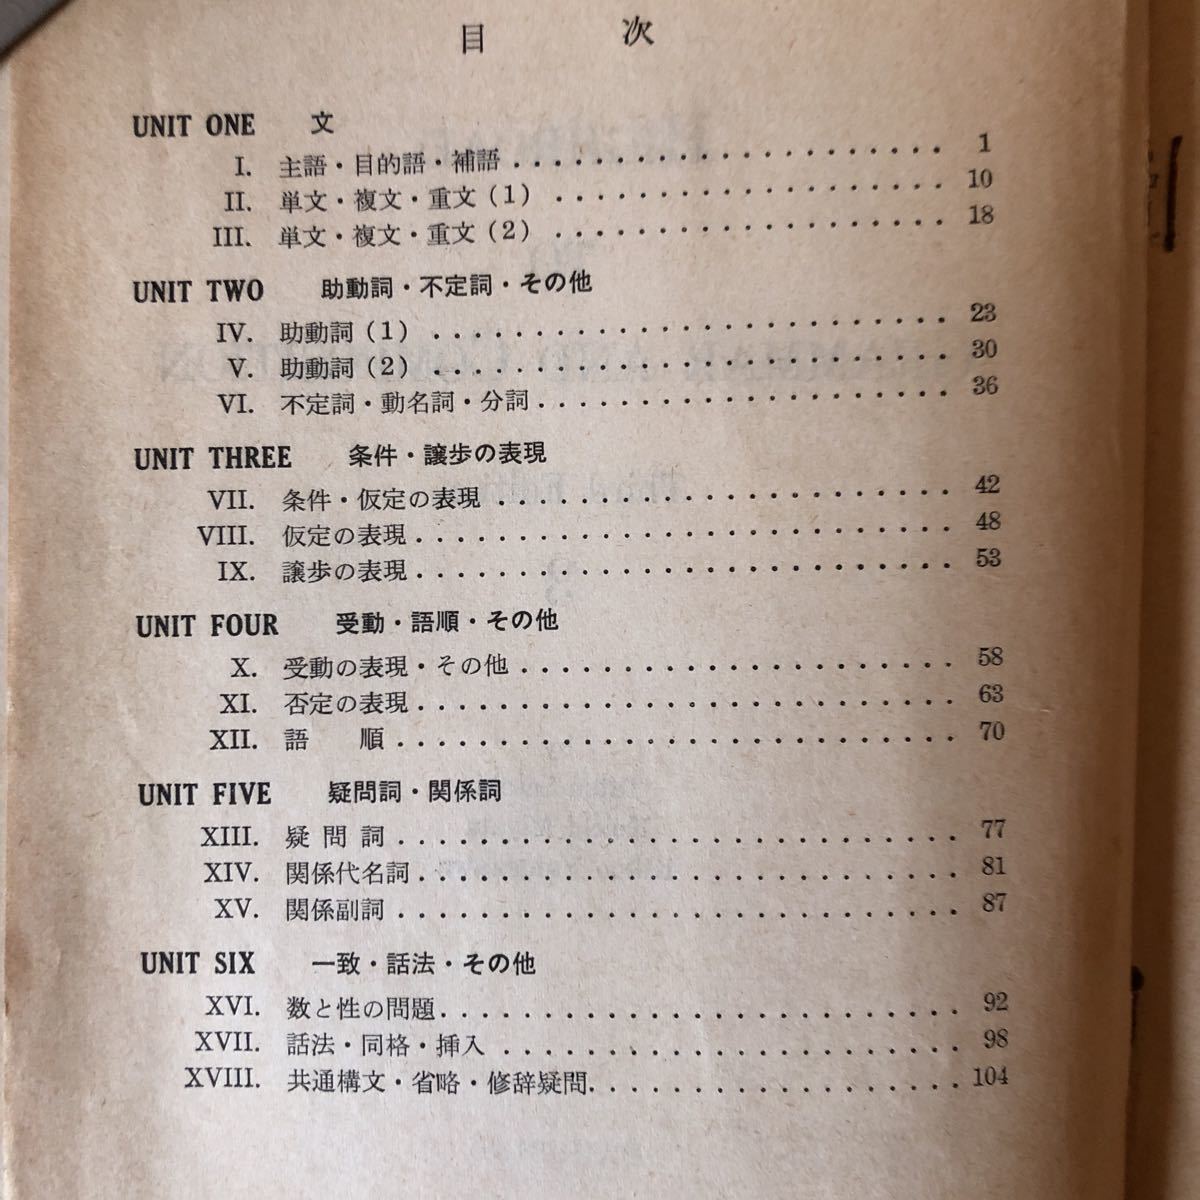 目次
UNIT ONE 文
I. 主語・目的語・補語 1
II. 単文・複文・重文(1) 10
III. 単文・複文・重文(2) 18
UNIT TWO 助動詞・不定詞・その他
IV. 助動詞(1) 23
V. 助動詞(2) 30
VI. 不定詞・動名詞・分詞 36
UNIT THREE 条件・譲歩の表現
VII. 条件・仮定の表現 42
VIII. 仮定の表現 48
IX. 譲歩の表現 53
UNIT FOUR 受動・語順・その他
X. 受動の表現・その他 58
XI. 否定の表現 63
XII. 語順 70
UNIT FIVE 疑問詞・関係詞
XIII. 疑問詞 77
XIV. 関係代名詞 81
XV. 関係副詞 87
UNIT SIX 一致・話法・その他
XVI. 数と性の問題 92
XVII. 話法・同格・挿入 98
XVIII. 共通構文・省略・修辞疑問 104